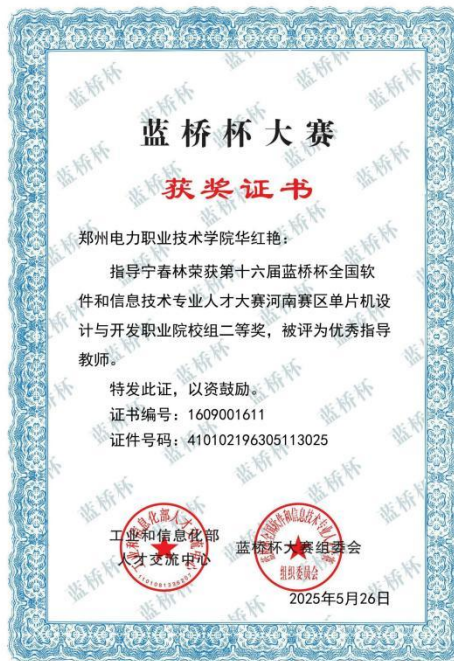 蓝桥杯大赛
获奖证书
郑州电力职业技术学院华红艳：
指导宁春林荣获第十六届蓝桥杯全国软
件和信息技术专业人才大赛河南赛区单片机设
计与开发职业院校组二等奖，被评为优秀指导
教师。
特发此证，以资鼓励。
证书编号：1609001611
证件号码：410102196305113025
工业和信息化部
人才交流中心
蓝桥杯大赛组委会
组织委员会
2025年5月26日